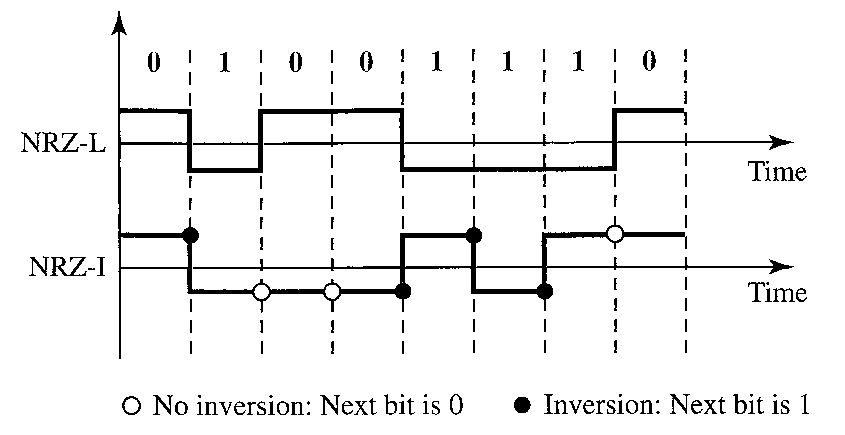 0 1 0 0 1 1 1 0
NRZ-L
Time
NRZ-I
Time
No inversion: Next bit is 0
Inversion: Next bit is 1